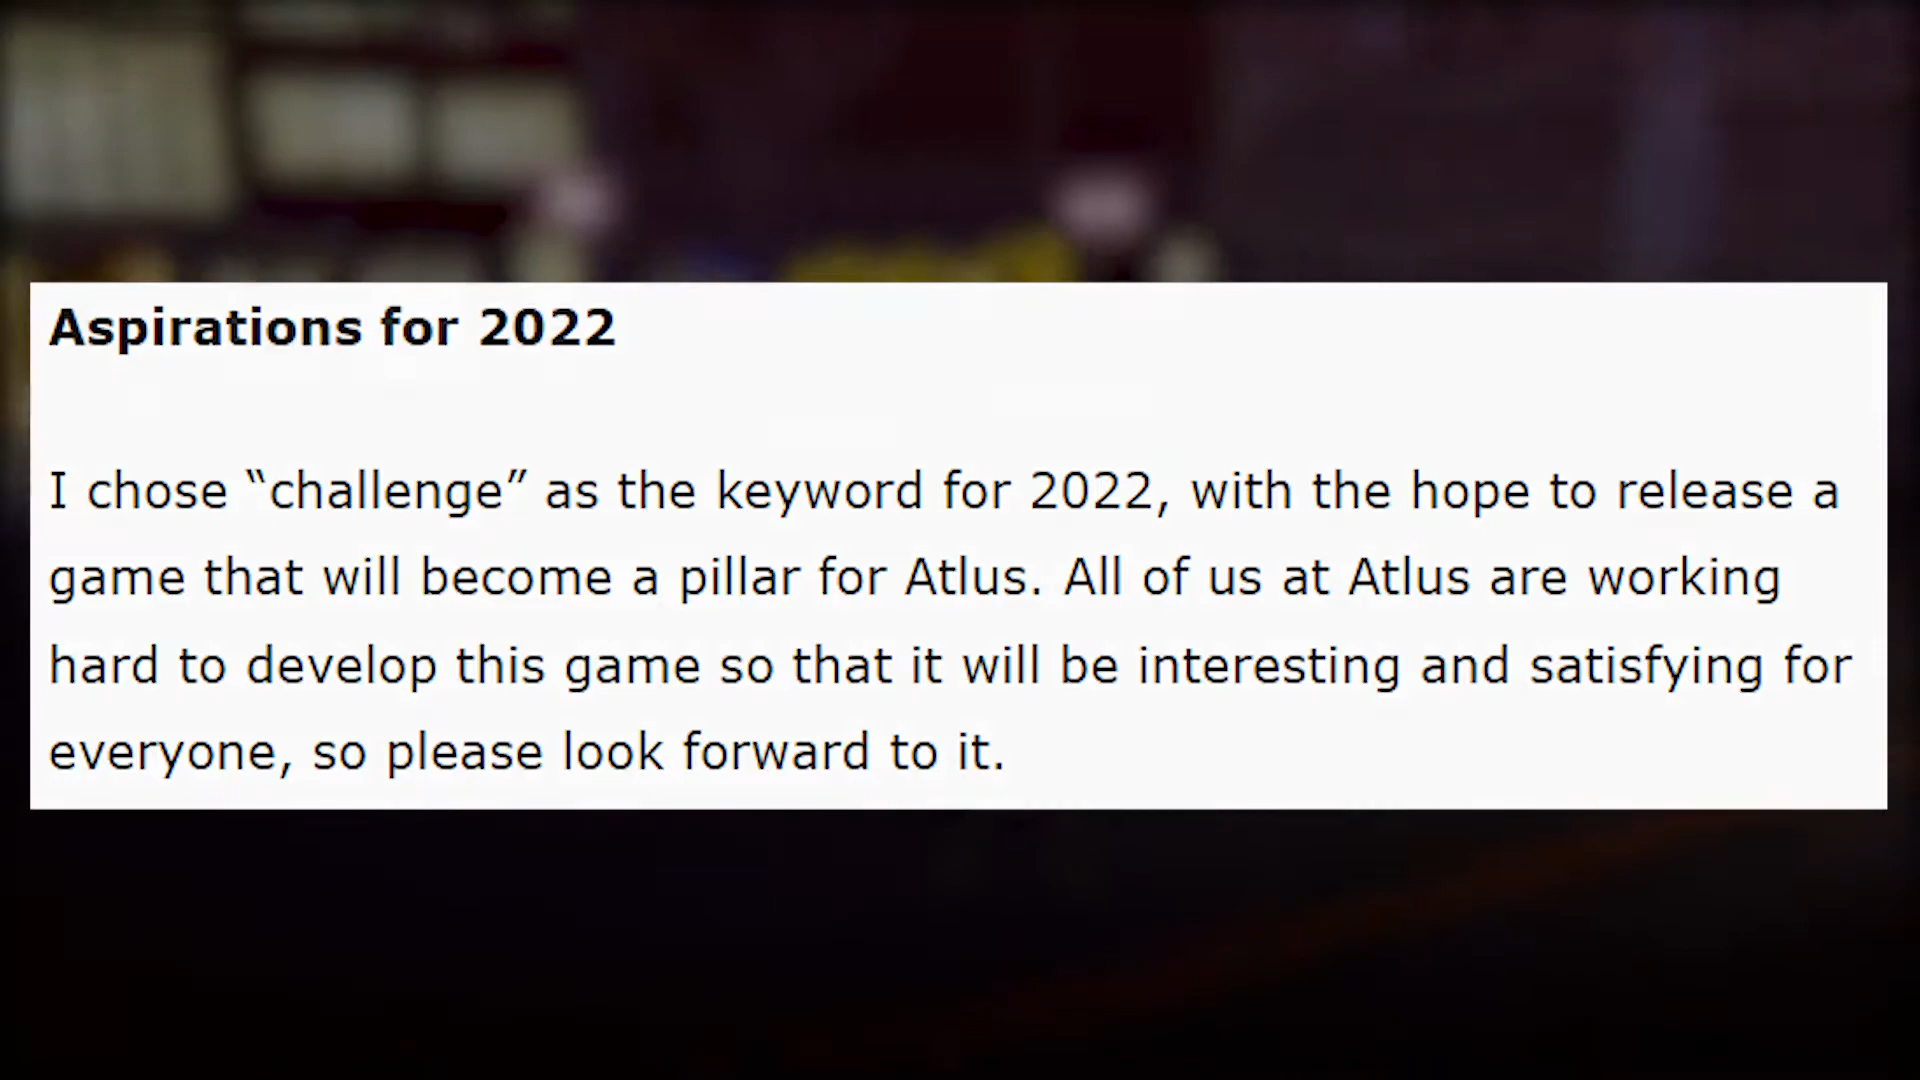 Aspirations for 2022
I chose “challenge” as the keyword for 2022, with the hope to release a
game that will become a pillar for Atlus. All of us at Atlus are working
hard to develop this game so that it will be interesting and satisfying for
everyone, so please look forward to it.